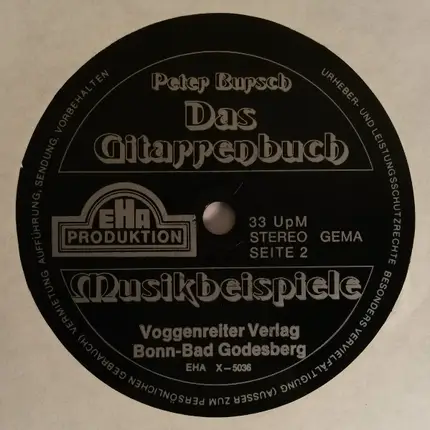 Peter Bursch
Das
Gitarrenbuch
EHA
PRODUKTION
33 UpM
STEREO GEMA
SEITE 2
Musikbeispiele
Voggenreiter Verlag
Bonn-Bad Godesberg
EHA X-5036
URHEBER- UND LEISTUNGSSCHUTZRECHTE BESONDERS VERVIELFÄLTIGUNG (AUSSER ZUM PERSÖNLICHEN GEBRAUCH) VERMIETUNG AUFFÜHRUNG, SENDUNG, VORBEHALTEN